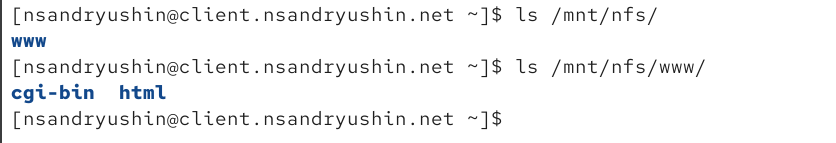 [nsandryushin@client.nsandryushin.net ~]$ ls /mnt/nfs/
www
[nsandryushin@client.nsandryushin.net ~]$ ls /mnt/nfs/www/
cgi-bin  html
[nsandryushin@client.nsandryushin.net ~]$